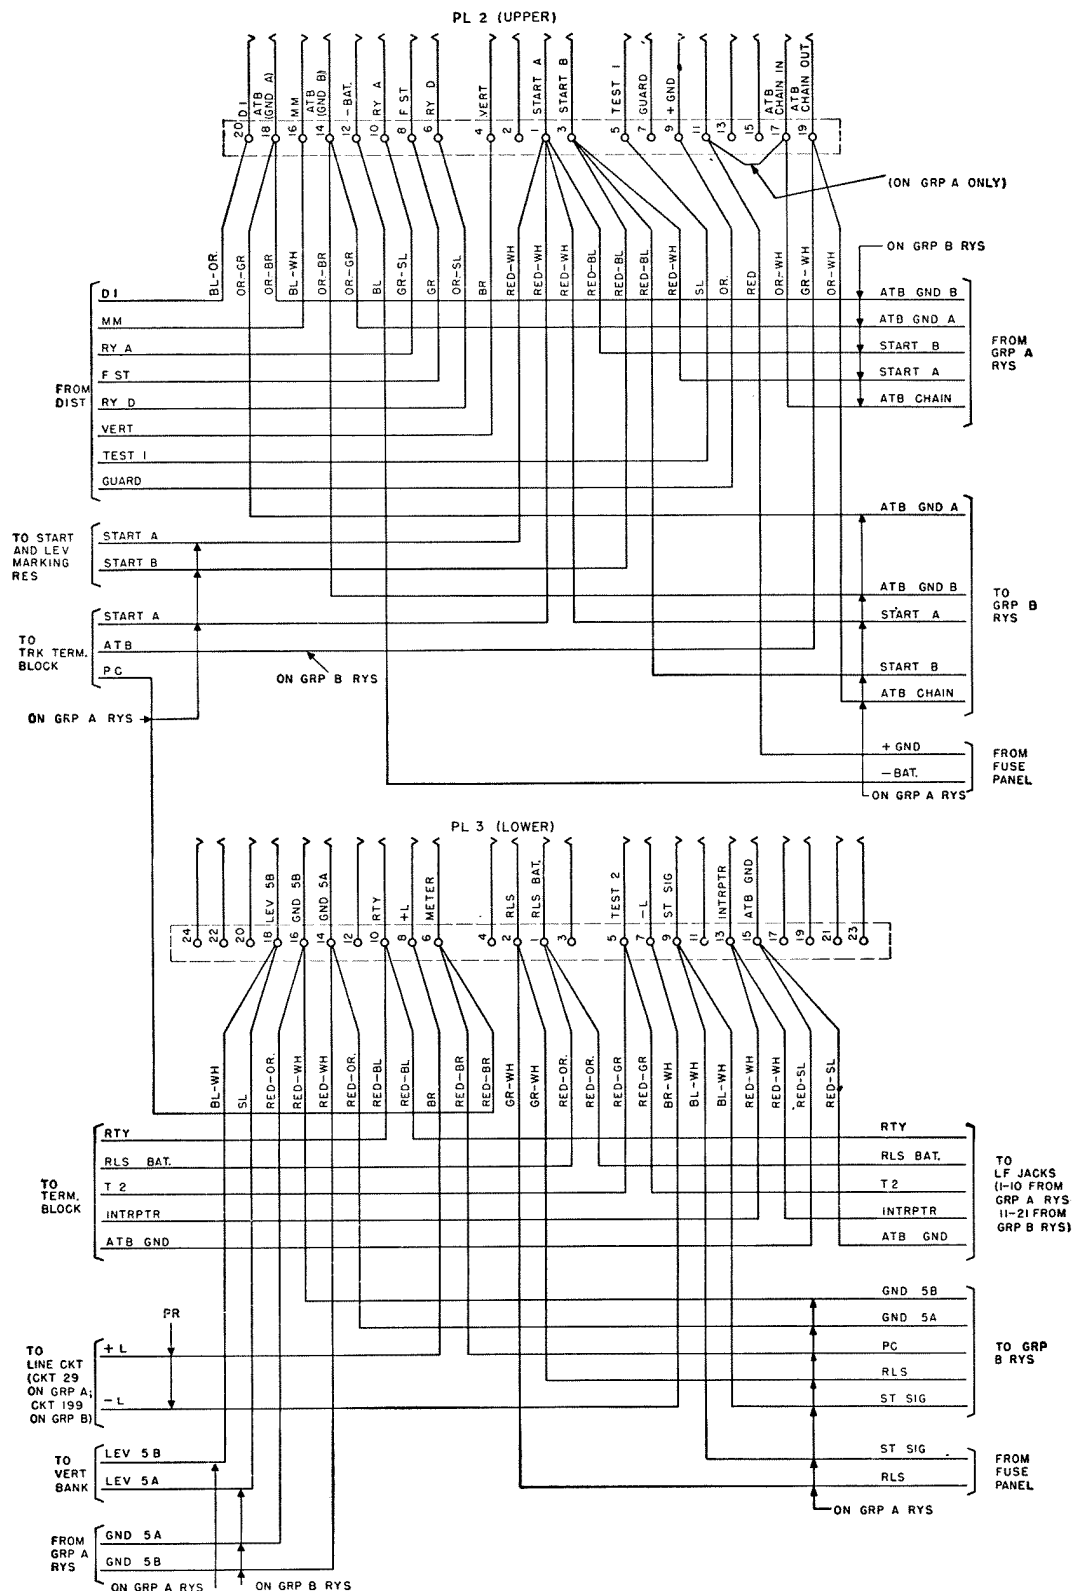 PL 2 (UPPER)
20 DI
18 ATB (GND A)
16 MM
14 ATB (GND B)
12 -BAT.
10 RY A
8 F ST
6 RY D
4 VERT
2
1 START A
3 START B
5 TEST 1
7 GUARD
9 +GND
11
13
15
17 ATB CHAIN IN
19 ATB CHAIN OUT
(ON GRP A ONLY)
BL-OR.
OR-GR
OR-BR
BL-WH
OR-BR
OR-GR
BL
GR-SL
GR
OR-SL
BR
RED-WH
RED-WH
RED-WH
RED-BL
RED-BL
RED-BL
RED-WH
SL
OR.
RED
OR-WH
GR-WH
OR-WH
ON GRP B RYS
FROM DIST
DI
MM
RY A
F ST
RY D
VERT
TEST 1
GUARD
ATB GND B
ATB GND A
START B
START A
ATB CHAIN
FROM GRP A RYS
TO START AND LEV MARKING RES
START A
START B
TO TRK TERM. BLOCK
START A
ATB
PC
ON GRP B RYS
ON GRP A RYS
ATB GND A
ATB GND B
START A
START B
ATB CHAIN
TO GRP B RYS
+ GND
- BAT.
FROM FUSE PANEL
ON GRP A RYS
PL 3 (LOWER)
24
22
20
18 LEV 5B
16 GND 5B
14 GND 5A
12
10 RTY
8 +L
6 METER
4
2 RLS
1 RLS BAT.
3
5 TEST 2
7 -L
9 ST SIG
11
13 INTRPTR
15 ATB GND
17
19
21
23
BL-WH
SL
RED-OR.
RED-WH
RED-WH
RED-OR.
RED-BL
RED-BL
BR
RED-BR
RED-BR
GR-WH
GR-WH
RED-OR.
RED-OR.
RED-GR
RED-GR
BR-WH
BL-WH
BL-WH
RED-WH
RED-WH
RED-SL
RED-SL
TO TERM. BLOCK
RTY
RLS BAT.
T 2
INTRPTR
ATB GND
RTY
RLS BAT.
T2
INTRPTR
ATB GND
TO
LF JACKS
(1-10 FROM
GRP A RYS
11-21 FROM
GRP B RYS)
PR
TO
LINE CKT
(CKT 29
ON GRP A;
CKT 199
ON GRP B)
+ L
- L
GND 5B
GND 5A
PC
RLS
ST SIG
TO GRP B RYS
TO VERT BANK
LEV 5B
LEV 5A
ST SIG
RLS
FROM FUSE PANEL
ON GRP A RYS
FROM GRP A RYS
GND 5A
GND 5B
ON GRP A RYS
ON GRP B RYS